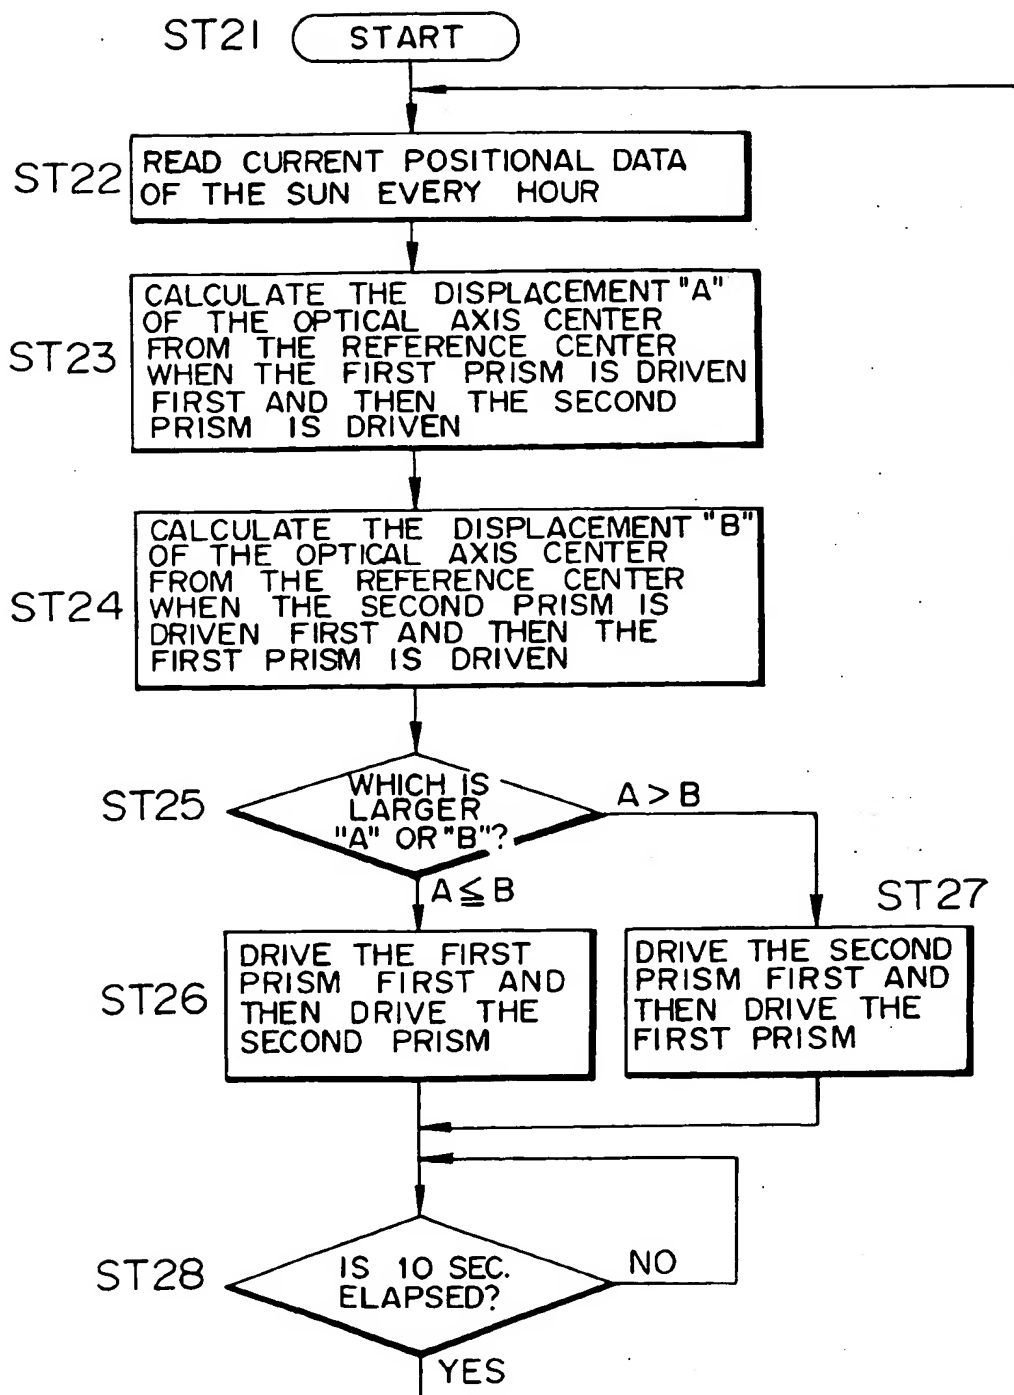 ST21
START
ST22
READ CURRENT POSITIONAL DATA
OF THE SUN EVERY HOUR
ST23
CALCULATE THE DISPLACEMENT "A"
OF THE OPTICAL AXIS CENTER
FROM THE REFERENCE CENTER
WHEN THE FIRST PRISM IS DRIVEN
FIRST AND THEN THE SECOND
PRISM IS DRIVEN
ST24
CALCULATE THE DISPLACEMENT "B"
OF THE OPTICAL AXIS CENTER
FROM THE REFERENCE CENTER
WHEN THE SECOND PRISM IS
DRIVEN FIRST AND THEN THE
FIRST PRISM IS DRIVEN
ST25
WHICH IS
LARGER
"A" OR "B"?
A > B
A ≦ B
ST26
DRIVE THE FIRST
PRISM FIRST AND
THEN DRIVE THE
SECOND PRISM
ST27
DRIVE THE SECOND
PRISM FIRST AND
THEN DRIVE THE
FIRST PRISM
ST28
IS 10 SEC.
ELAPSED?
NO
YES